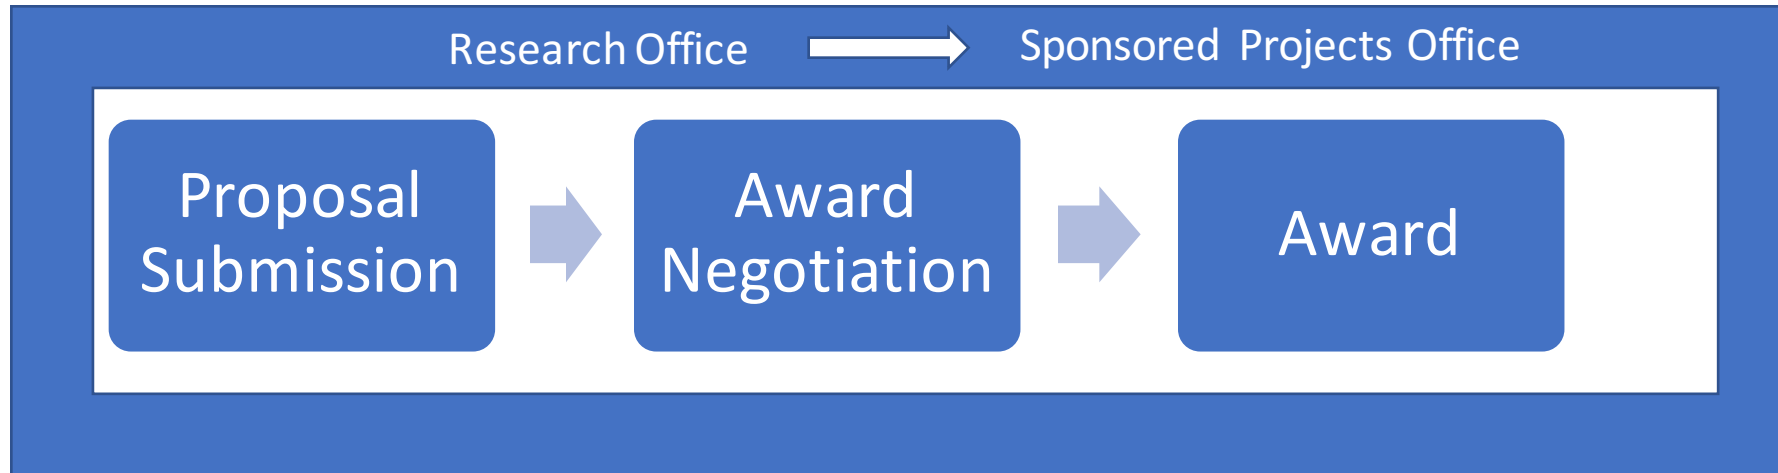 Research Office Sponsored Projects Office
Proposal
Submission
Award
Negotiation
Award